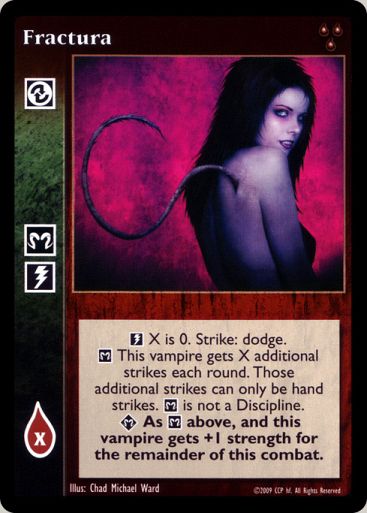 Fractura
X is 0. Strike: dodge.
This vampire gets X additional
strikes each round. Those
additional strikes can only be hand
strikes. is not a Discipline.
As above, and this
vampire gets +1 strength for
the remainder of this combat.
X
Illus: Chad Michael Ward
©2009 CCP hf. All Rights Reserved